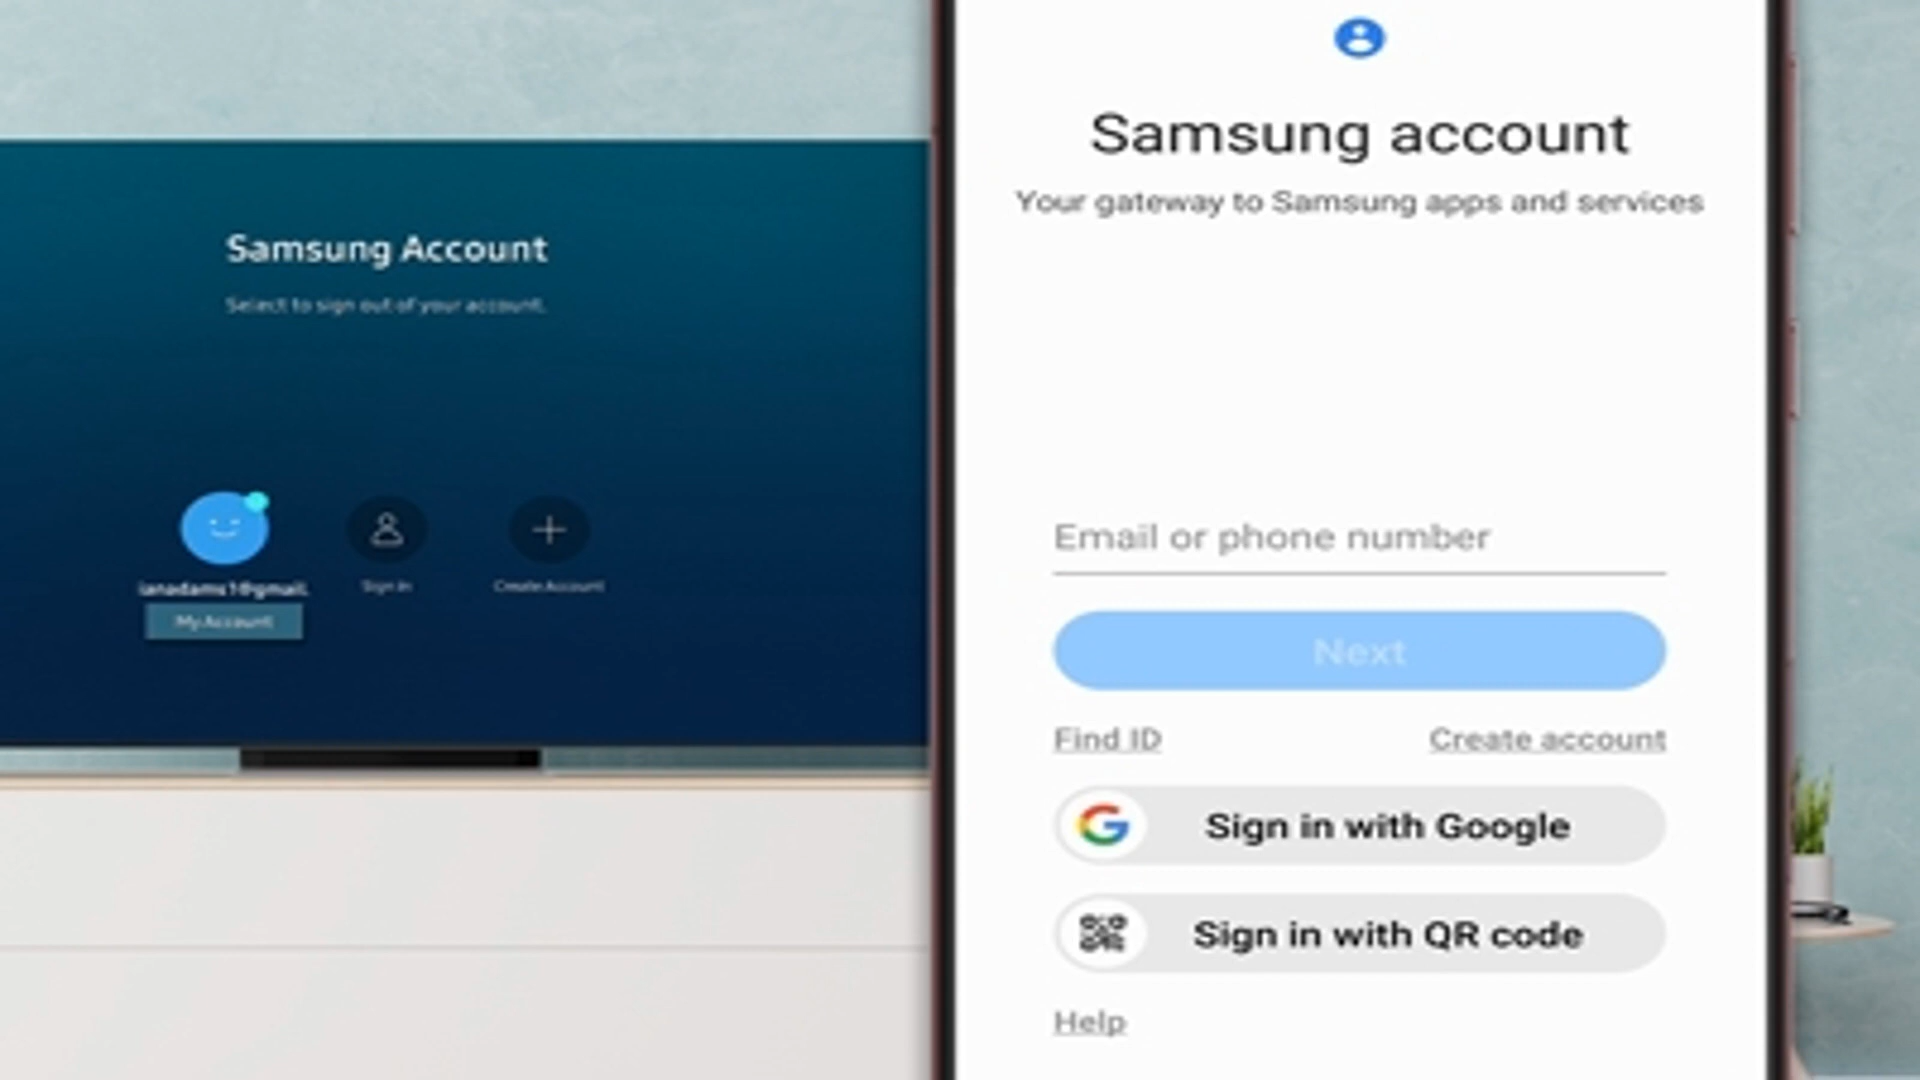 Samsung Account
Select to sign out of your account.
ianadams1@gmail.
My Account
Sign In
Create Account
Samsung account
Your gateway to Samsung apps and services
Email or phone number
Next
Find ID
Create account
Sign in with Google
Sign in with QR code
Help